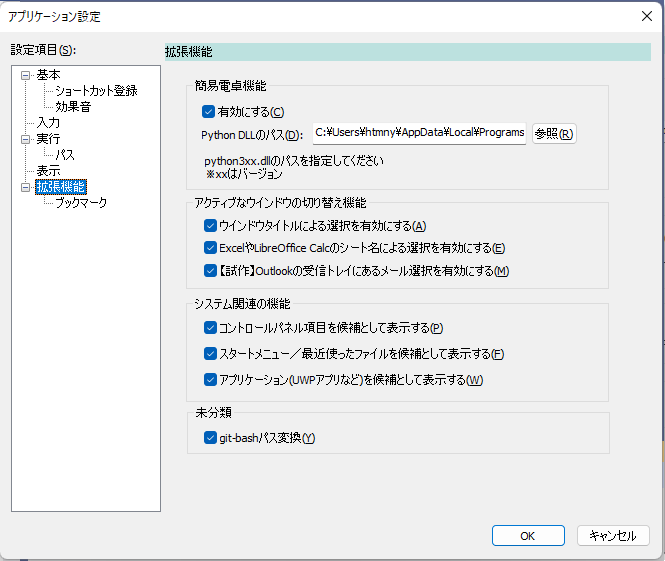 アプリケーション設定
設定項目(S):
基本
ショートカット登録
効果音
入力
実行
パス
表示
拡張機能
ブックマーク
拡張機能
簡易電卓機能
有効にする(C)
Python DLLのパス(D):
C:¥Users¥htmny¥AppData¥Local¥Programs
参照(R)
python3xx.dllのパスを指定してください
※xxはバージョン
アクティブなウインドウの切り替え機能
ウインドウタイトルによる選択を有効にする(A)
ExcelやLibreOffice Calcのシート名による選択を有効にする(E)
【試作】Outlookの受信トレイにあるメール選択を有効にする(M)
システム関連の機能
コントロールパネル項目を候補として表示する(P)
スタートメニュー／最近使ったファイルを候補として表示する(F)
アプリケーション(UWPアプリなど)を候補として表示する(W)
未分類
git-bashパス変換(Y)
OK
キャンセル